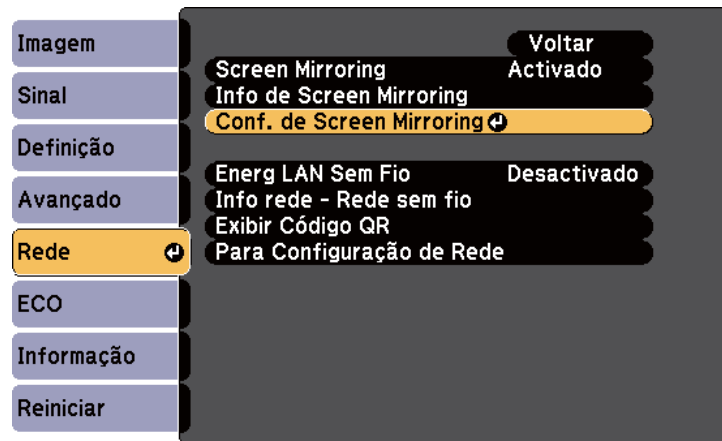 Imagem
Sinal
Definição
Avançado
Rede
ECO
Informação
Reiniciar
Voltar
Screen Mirroring Activado
Info de Screen Mirroring
Conf. de Screen Mirroring
Energ LAN Sem Fio Desactivado
Info rede - Rede sem fio
Exibir Código QR
Para Configuração de Rede